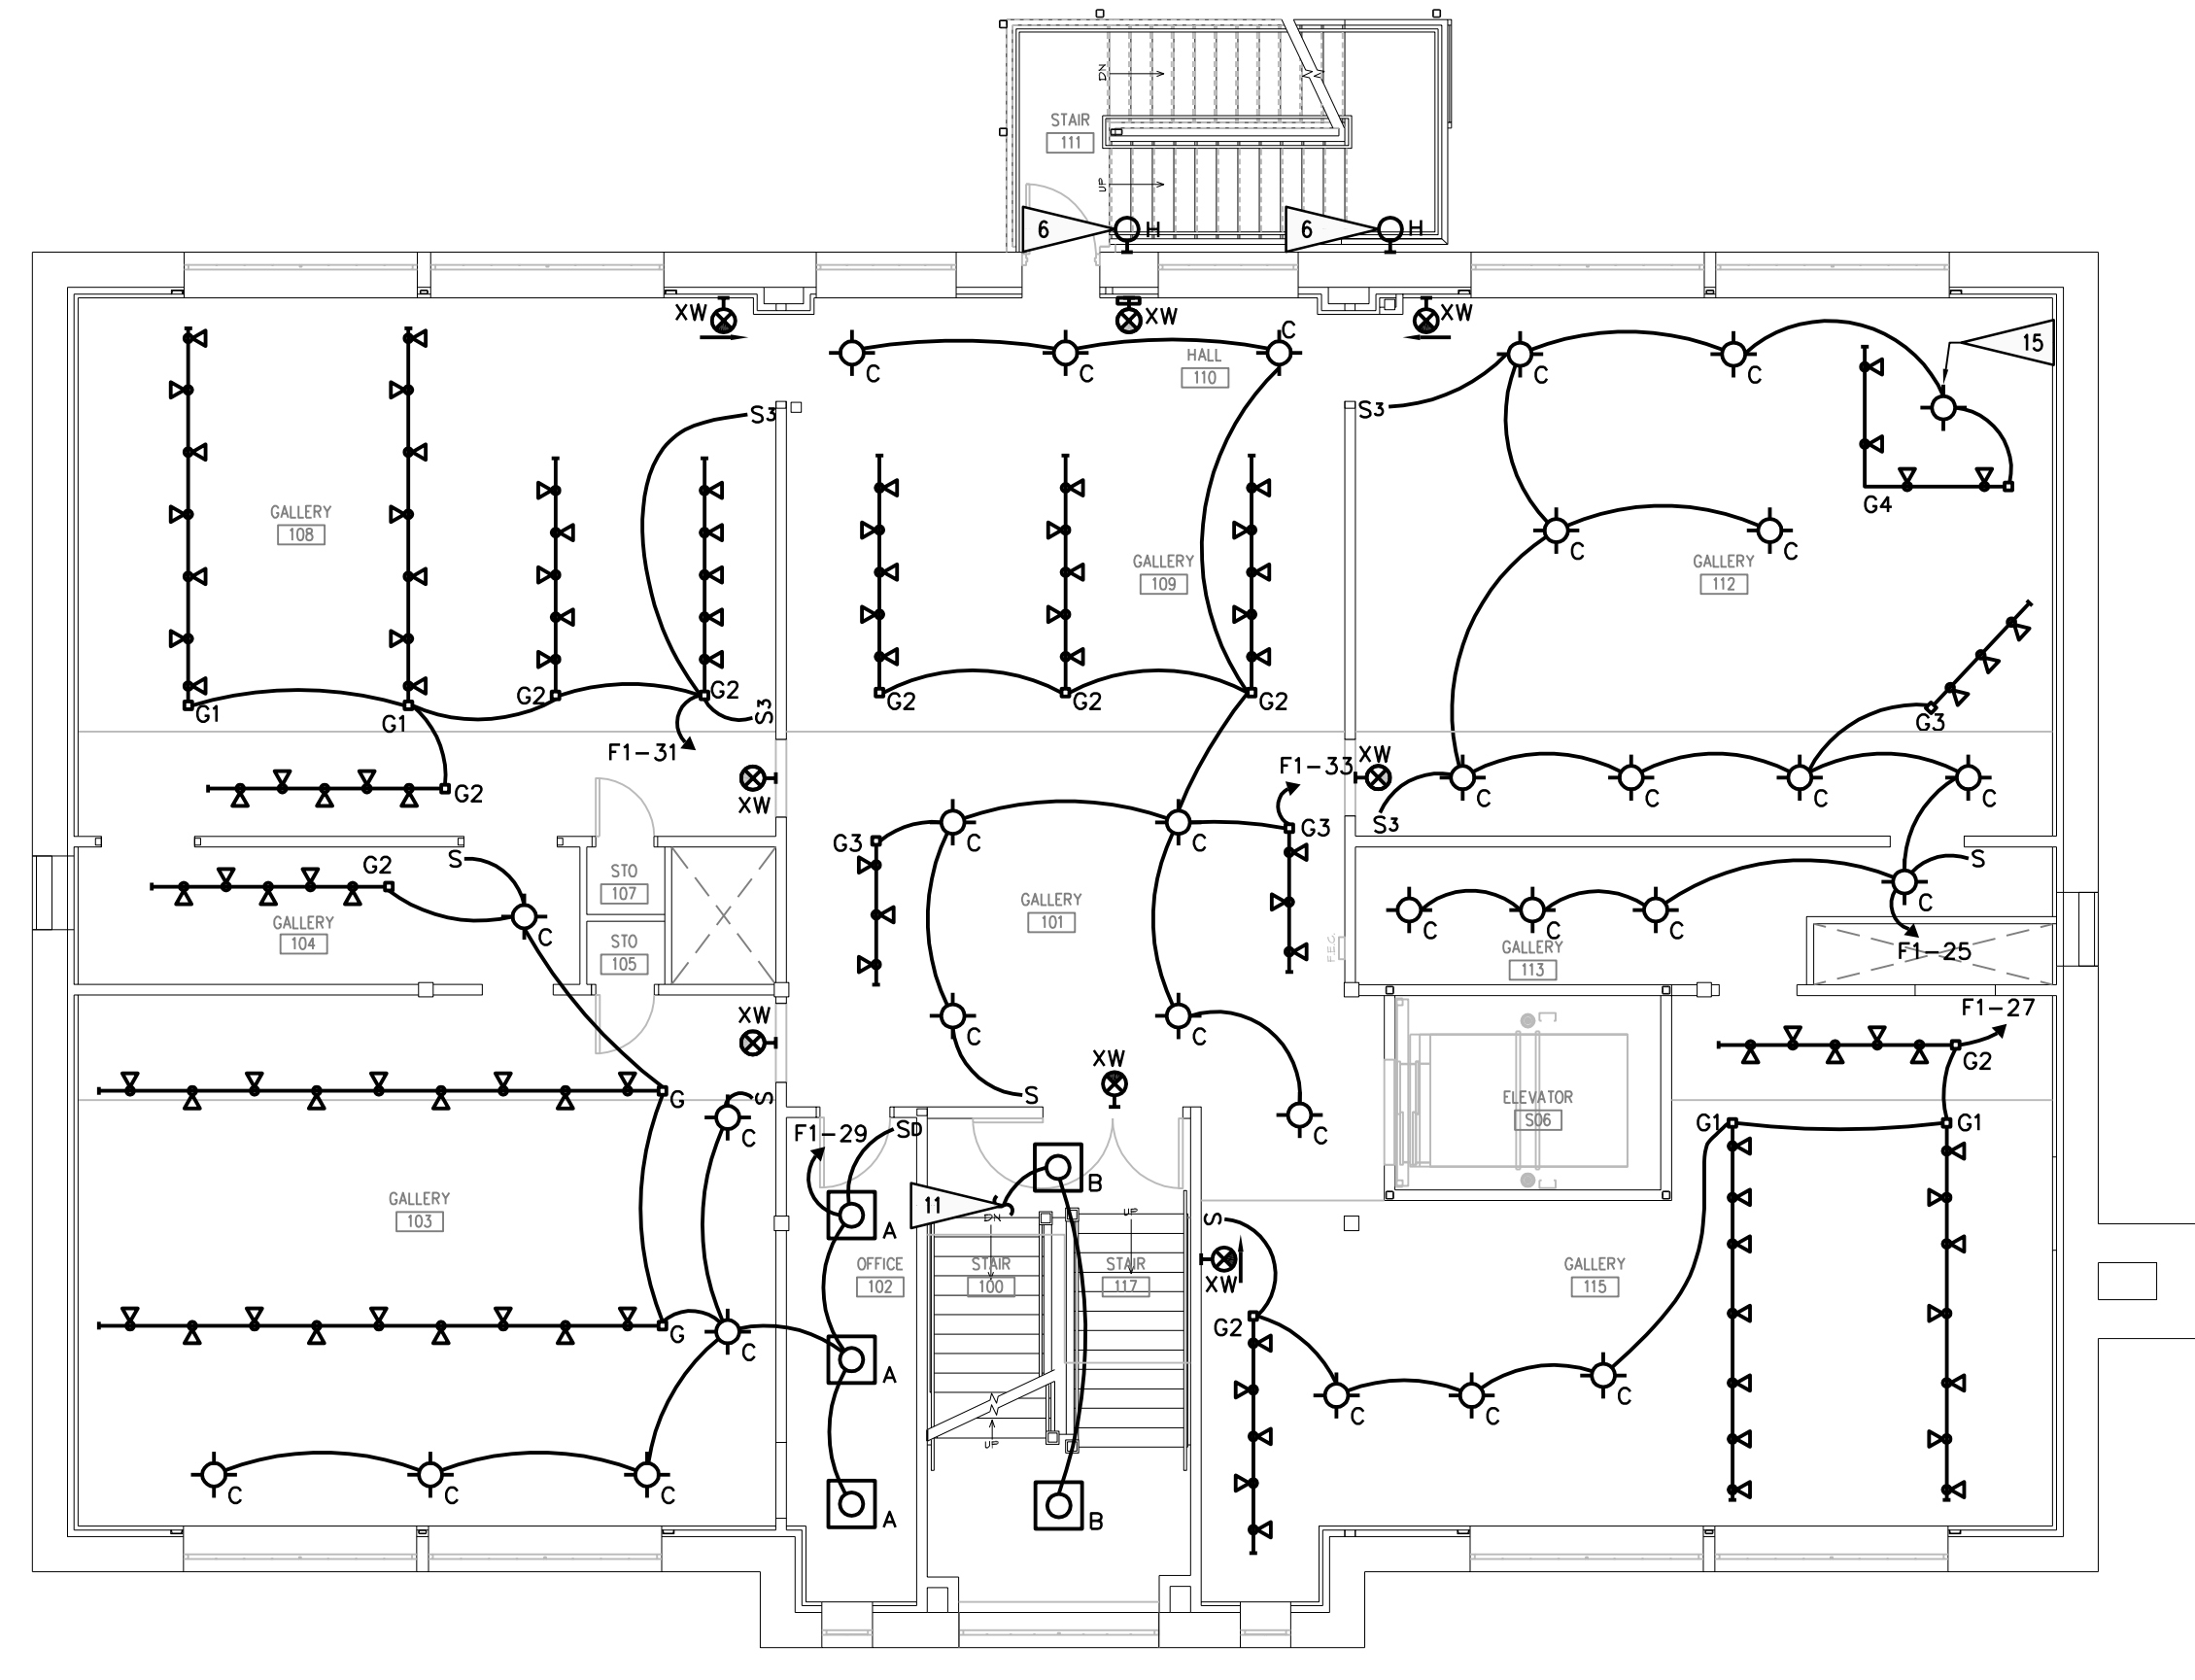 DN
STAIR
111
UP
6
H
6
H
XW
XW
XW
C
C
C
HALL
110
C
C
15
S3
S3
G4
GALLERY
108
C
C
GALLERY
109
GALLERY
112
G1
G1
G2
G2
S3
G2
G2
G2
G3
F1-31
F1-33
XW
G2
XW
C
C
C
C
S3
G3
C
C
G3
S
G2
STO
107
S
C
GALLERY
101
C
C
C
C
GALLERY
104
C
STO
105
F.E.C.
GALLERY
113
F1-25
F1-27
XW
C
C
XW
G2
G
S
S
ELEVATOR
S06
C
F1-29
SD
C
G1
G1
B
GALLERY
103
11
A
DN
UP
S
OFFICE
102
STAIR
100
STAIR
117
XW
GALLERY
115
G
C
G2
A
C
C
C
UP
C
C
C
A
B